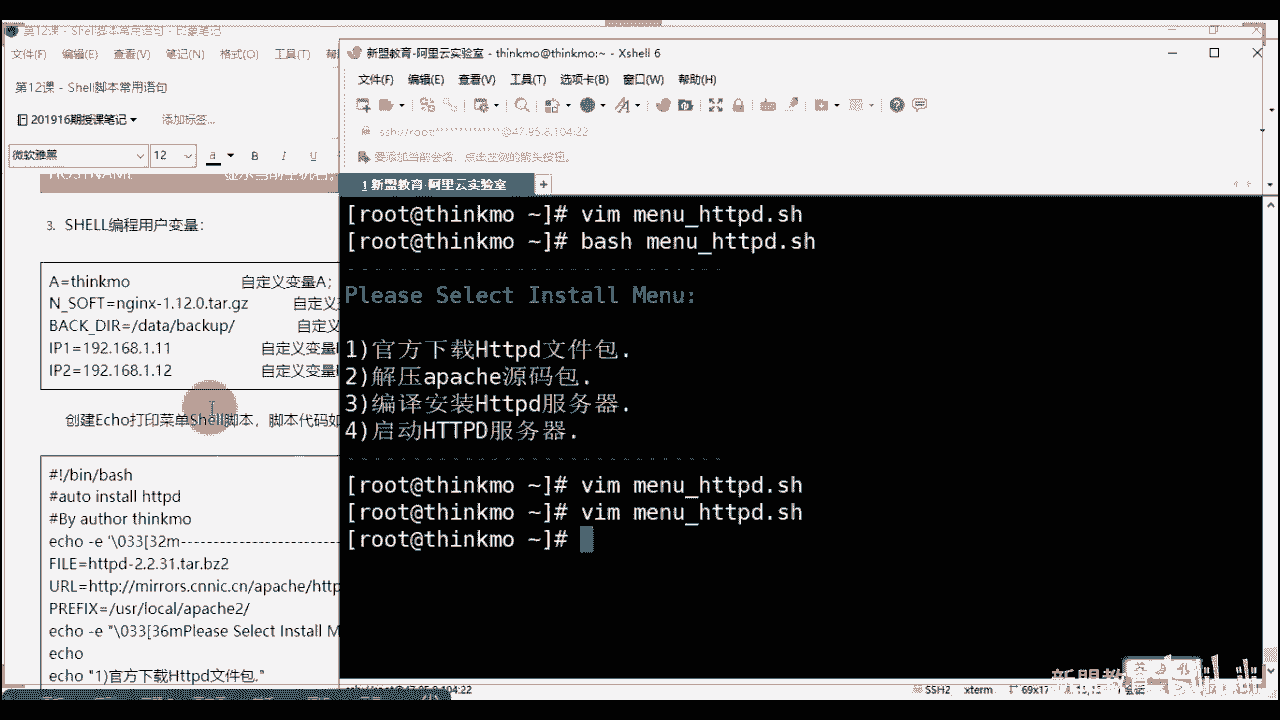 第12课 - Shell脚本常用语句 - 印象笔记
文件(F) 编辑(E) 查看(V) 笔记(N) 格式(O) 工具(T)
第12课 - Shell脚本常用语句
201916期授课笔记 添加标签...
微软雅黑 12 a B I U
HOSTNAME 显示当前主机名。
3. SHELL编程用户变量：
A=thinkmo 自定义变量A；
N_SOFT=nginx-1.12.0.tar.gz 自定义
BACK_DIR=/data/backup/ 自定义
IP1=192.168.1.11 自定义变量
IP2=192.168.1.12 自定义变量
创建Echo打印菜单Shell脚本，脚本代码如
#!/bin/bash
#auto install httpd
#By author thinkmo
echo -e '\033[32m-----------------------
FILE=httpd-2.2.31.tar.bz2
URL=http://mirrors.cnnic.cn/apache/http
PREFIX=/usr/local/apache2/
echo -e "\033[36mPlease Select Install M
echo
echo "1)官方下载Httpd文件包."
新盟教育-阿里云实验室 - thinkmo@thinkmo:~ - Xshell 6
文件(F) 编辑(E) 查看(V) 工具(T) 选项卡(B) 窗口(W) 帮助(H)
ssh://root:***************@47.95.8.104:22
要添加当前会话，点击左侧的箭头按钮。
1 新盟教育-阿里云实验室
[root@thinkmo ~]# vim menu_httpd.sh
[root@thinkmo ~]# bash menu_httpd.sh
-----------------------------
Please Select Install Menu:
1)官方下载Httpd文件包.
2)解压apache源码包.
3)编译安装Httpd服务器.
4)启动HTTPD服务器.
-----------------------------
[root@thinkmo ~]# vim menu_httpd.sh
[root@thinkmo ~]# vim menu_httpd.sh
[root@thinkmo ~]#
ssh://root@47.95.8.104:22 SSH2 xterm 69x17